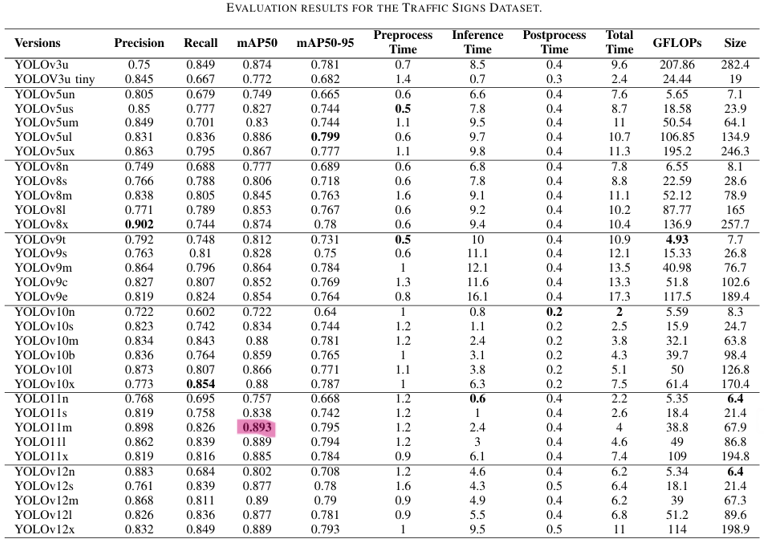 EVALUATION RESULTS FOR THE TRAFFIC SIGNS DATASET.
Versions Precision Recall mAP50 mAP50-95 Preprocess Time Inference Time Postprocess Time Total Time GFLOPs Size
YOLOv3u 0.75 0.849 0.874 0.781 0.7 8.5 0.4 9.6 207.86 282.4
YOLOV3u tiny 0.845 0.667 0.772 0.682 1.4 0.7 0.3 2.4 24.44 19
YOLOv5un 0.805 0.679 0.749 0.665 0.6 6.6 0.4 7.6 5.65 7.1
YOLOv5us 0.85 0.777 0.827 0.744 0.5 7.8 0.4 8.7 18.58 23.9
YOLOv5um 0.849 0.701 0.83 0.744 1.1 9.5 0.4 11 50.54 64.1
YOLOv5ul 0.831 0.836 0.886 0.799 0.6 9.7 0.4 10.7 106.85 134.9
YOLOv5ux 0.863 0.795 0.867 0.777 1.1 9.8 0.4 11.3 195.2 246.3
YOLOv8n 0.749 0.688 0.777 0.689 0.6 6.8 0.4 7.8 6.55 8.1
YOLOv8s 0.766 0.788 0.806 0.718 0.6 7.8 0.4 8.8 22.59 28.6
YOLOv8m 0.838 0.805 0.845 0.763 1.6 9.1 0.4 11.1 52.12 78.9
YOLOv8l 0.771 0.789 0.853 0.767 0.6 9.2 0.4 10.2 87.77 165
YOLOv8x 0.902 0.744 0.874 0.78 0.6 9.4 0.4 10.4 136.9 257.7
YOLOv9t 0.792 0.748 0.812 0.731 0.5 10 0.4 10.9 4.93 7.7
YOLOv9s 0.763 0.81 0.828 0.75 0.6 11.1 0.4 12.1 15.33 26.8
YOLOv9m 0.864 0.796 0.864 0.784 1 12.1 0.4 13.5 40.98 76.7
YOLOv9c 0.827 0.807 0.852 0.769 1.3 11.6 0.4 13.3 51.8 102.6
YOLOv9e 0.819 0.824 0.854 0.764 0.8 16.1 0.4 17.3 117.5 189.4
YOLOv10n 0.722 0.602 0.722 0.64 1 0.8 0.2 2 5.59 8.3
YOLOv10s 0.823 0.742 0.834 0.744 1.2 1.1 0.2 2.5 15.9 24.7
YOLOv10m 0.834 0.843 0.88 0.781 1.2 2.4 0.2 3.8 32.1 63.8
YOLOv10b 0.836 0.764 0.859 0.765 1 3.1 0.2 4.3 39.7 98.4
YOLOv10l 0.873 0.807 0.866 0.771 1.1 3.8 0.2 5.1 50 126.8
YOLOv10x 0.773 0.854 0.88 0.787 1 6.3 0.2 7.5 61.4 170.4
YOLO11n 0.768 0.695 0.757 0.668 1.2 0.6 0.4 2.2 5.35 6.4
YOLO11s 0.819 0.758 0.838 0.742 1.2 1 0.4 2.6 18.4 21.4
YOLO11m 0.898 0.826 0.893 0.795 1.2 2.4 0.4 4 38.8 67.9
YOLO11l 0.862 0.839 0.889 0.794 1.2 3 0.4 4.6 49 86.8
YOLO11x 0.819 0.816 0.885 0.784 0.9 6.1 0.4 7.4 109 194.8
YOLOv12n 0.883 0.684 0.802 0.708 1.2 4.6 0.4 6.2 5.34 6.4
YOLOv12s 0.761 0.839 0.877 0.78 1.6 4.3 0.5 6.4 18.1 21.4
YOLOv12m 0.868 0.811 0.89 0.79 0.9 4.9 0.4 6.2 39 67.3
YOLOv12l 0.826 0.836 0.877 0.781 0.9 5.5 0.4 6.8 51.2 89.6
YOLOv12x 0.832 0.849 0.889 0.793 1 9.5 0.5 11 114 198.9